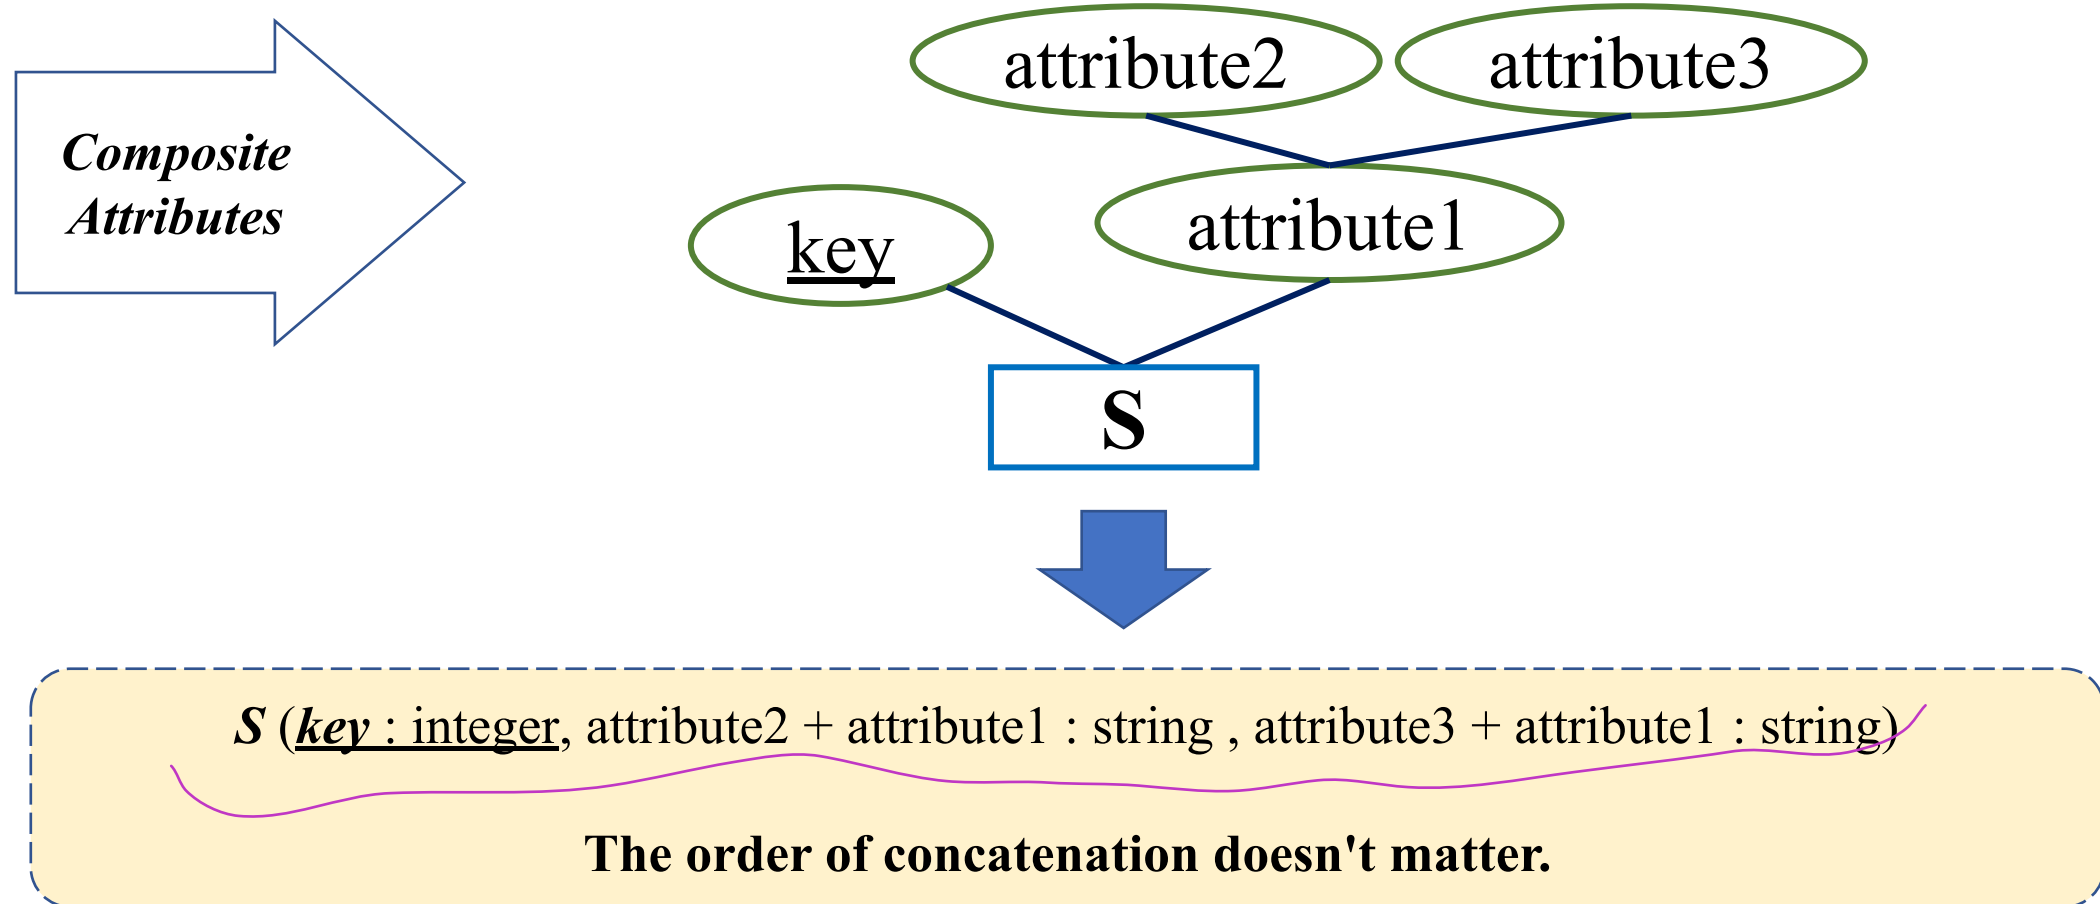 Composite
Attributes
attribute2
attribute3
key
attribute1
S
S (key : integer, attribute2 + attribute1 : string , attribute3 + attribute1 : string)
The order of concatenation doesn't matter.